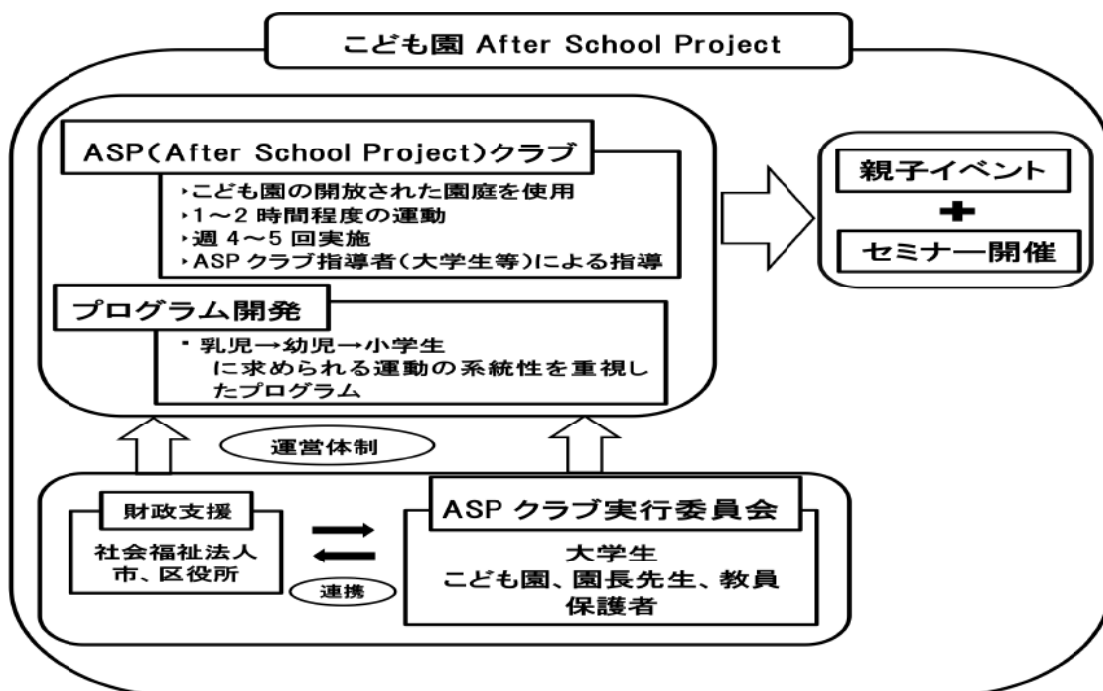 こども園 After School Project
ASP(After School Project)クラブ
‣こども園の開放された園庭を使用
‣1～2 時間程度の運動
‣週 4～5 回実施
‣ASP クラブ指導者(大学生等)による指導
プログラム開発
・乳児→幼児→小学生
に求められる運動の系統性を重視し
たプログラム
親子イベント
+
セミナー開催
運営体制
財政支援
社会福祉法人
市、区役所
連携
ASP クラブ実行委員会
大学生
こども園、園長先生、教員
保護者